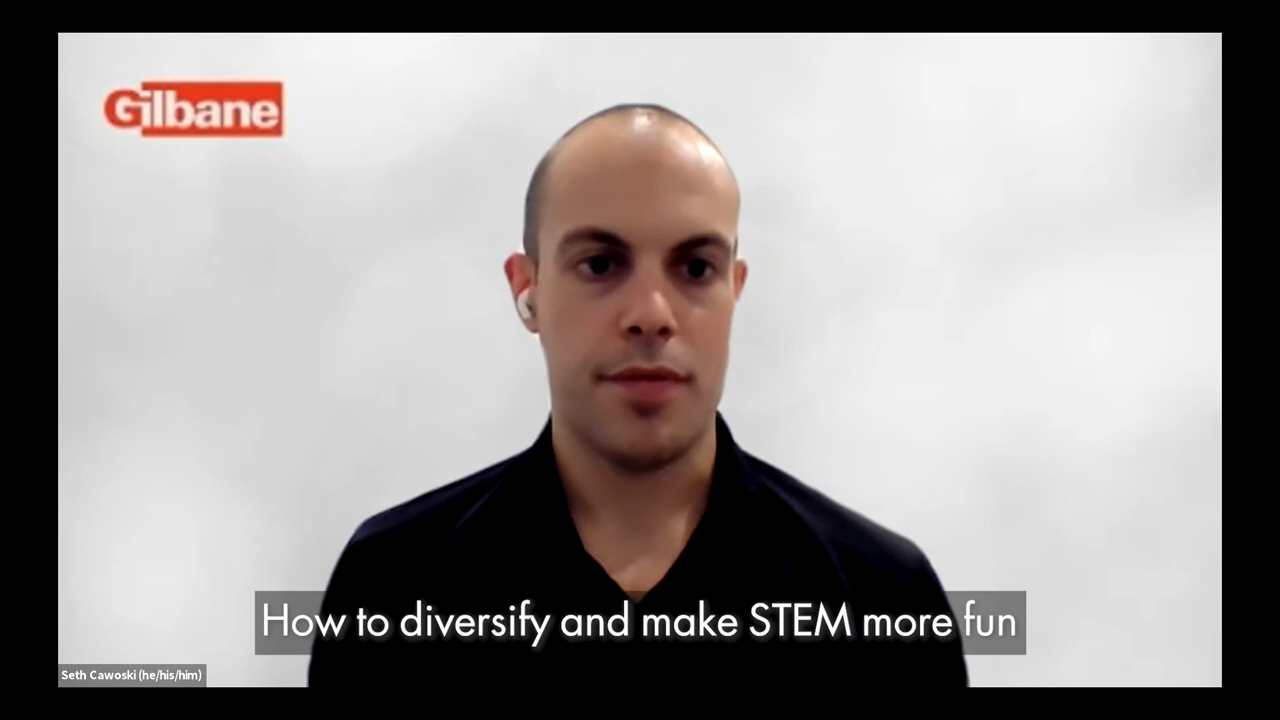 Gilbane
How to diversify and make STEM more fun
Seth Cawoski (he/his/him)